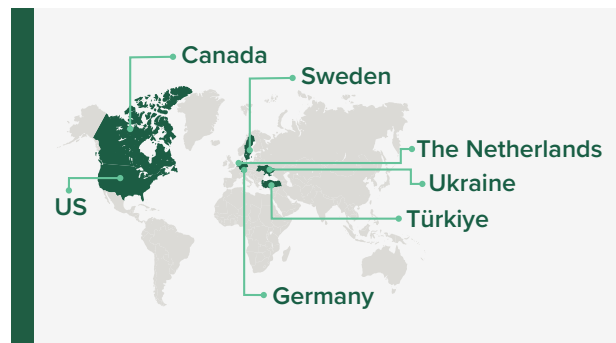 Canada
Sweden
The Netherlands
Ukraine
US
Türkiye
Germany